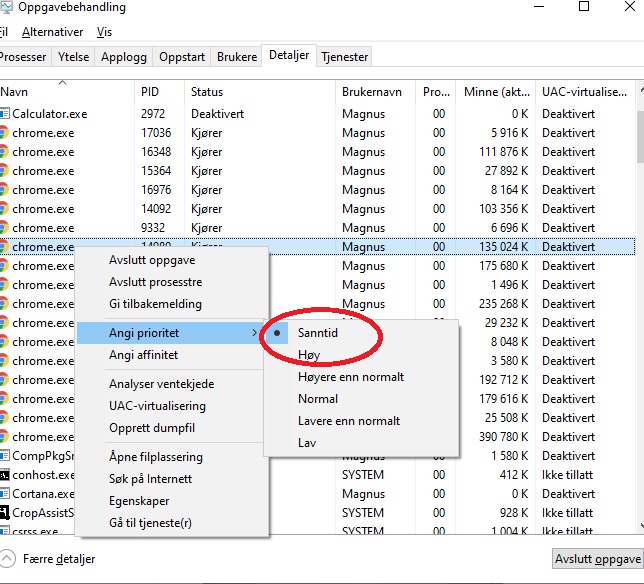 Oppgavebehandling
Alternativer Vis
Prosesser Ytelse Applogg Oppstart Brukere Detaljer Tjenester
Navn PID Status Brukernavn Pro... Minne (akt... UAC-virtualise...
Calculator.exe 2972 Deaktivert Magnus 00 0 K Deaktivert
chrome.exe 17036 Kjører Magnus 00 5 916 K Deaktivert
chrome.exe 16348 Kjører Magnus 00 111 876 K Deaktivert
chrome.exe 15364 Kjører Magnus 00 27 892 K Deaktivert
chrome.exe 16976 Kjører Magnus 00 8 164 K Deaktivert
chrome.exe 14092 Kjører Magnus 00 103 356 K Deaktivert
chrome.exe 9332 Kjører Magnus 00 6 696 K Deaktivert
chrome.exe Magnus 00 135 024 K Deaktivert
chrome.exe Avslutt oppgave Magnus 00 175 680 K Deaktivert
chrome.exe Avslutt prosesstre Magnus 00 1 496 K Deaktivert
chrome.exe Gi tilbakemelding Magnus 00 235 268 K Deaktivert
chrome.exe Angi prioritet Sanntid 29 232 K Deaktivert
chrome.exe Angi affinitet Høy 8 048 K Deaktivert
chrome.exe Høyere enn normalt 3 580 K Deaktivert
chrome.exe Analyser ventekjede 192 712 K Deaktivert
chrome.exe UAC-virtualisering Normal 179 616 K Deaktivert
chrome.exe Opprett dumpfil Lavere enn normalt 25 508 K Deaktivert
chrome.exe Lav 390 780 K Deaktivert
CompPkgSr Åpne filplassering Magnus 00 1 580 K Deaktivert
conhost.exe Søk på Internett SYSTEM 00 412 K Ikke tillatt
Cortana.exe Egenskaper Magnus 00 0 K Deaktivert
CropAssistS Gå til tjeneste(r) SYSTEM 00 928 K Ikke tillatt
csrss.exe SYSTEM 00 1 004 K Ikke tillatt
Færre detaljer Avslutt oppgave